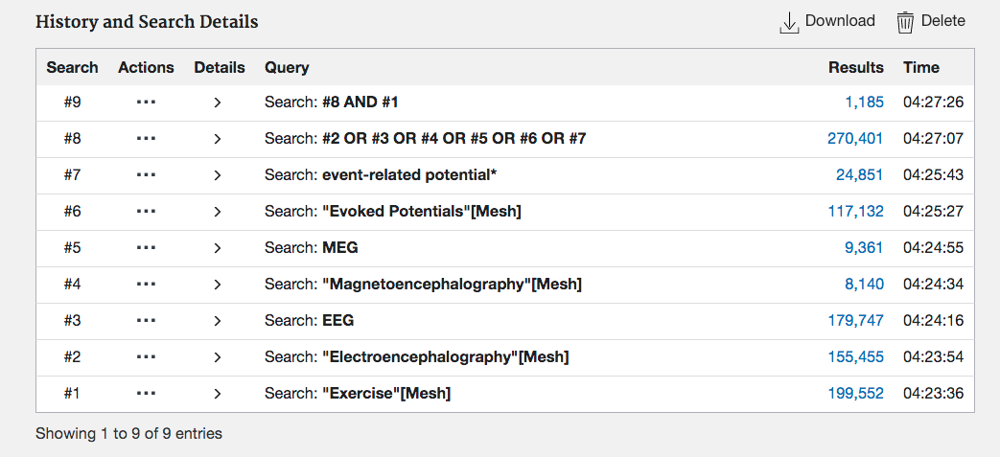 History and Search Details Download Delete
Search Actions Details Query Results Time
#9 ... > Search: #8 AND #1 1,185 04:27:26
#8 ... > Search: #2 OR #3 OR #4 OR #5 OR #6 OR #7 270,401 04:27:07
#7 ... > Search: event-related potential* 24,851 04:25:43
#6 ... > Search: "Evoked Potentials"[Mesh] 117,132 04:25:27
#5 ... > Search: MEG 9,361 04:24:55
#4 ... > Search: "Magnetoencephalography"[Mesh] 8,140 04:24:34
#3 ... > Search: EEG 179,747 04:24:16
#2 ... > Search: "Electroencephalography"[Mesh] 155,455 04:23:54
#1 ... > Search: "Exercise"[Mesh] 199,552 04:23:36
Showing 1 to 9 of 9 entries